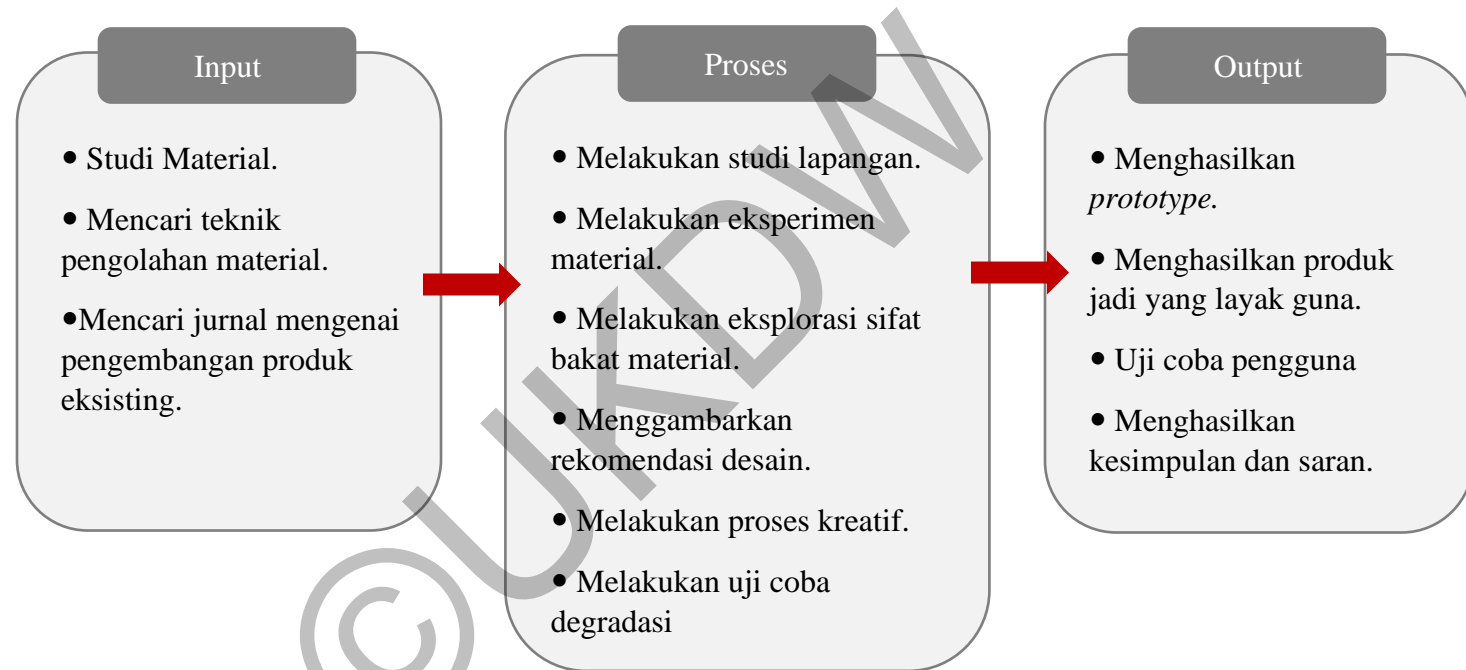 Input
• Studi Material.
• Mencari teknik
pengolahan material.
•Mencari jurnal mengenai
pengembangan produk
eksisting.
Proses
• Melakukan studi lapangan.
• Melakukan eksperimen
material.
• Melakukan eksplorasi sifat
bakat material.
• Menggambarkan
rekomendasi desain.
• Melakukan proses kreatif.
• Melakukan uji coba
degradasi
Output
• Menghasilkan
prototype.
• Menghasilkan produk
jadi yang layak guna.
• Uji coba pengguna
• Menghasilkan
kesimpulan dan saran.
©UKDW